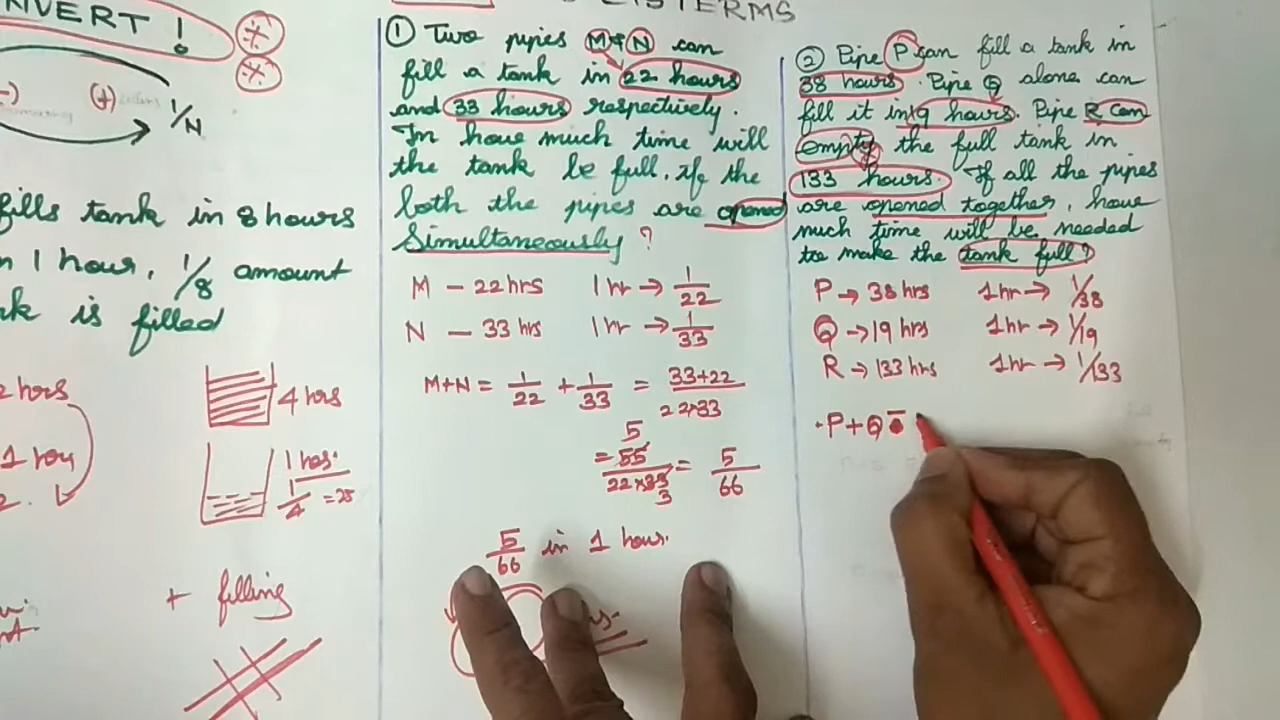 NVERT !
1/N
fills tank in 8 hours
1 hour, 1/8 amount
is filled
4 hrs
1/4 = 25
+ filling
① Two pipes M & N can
fill a tank in 22 hours
and 33 hours respectively.
In houe much time will
the tank be full, if the
both the pipes are opened
Simultaneously ?
M — 22 hrs 1 hr → 1/22
N — 33 hrs 1 hr → 1/33
M+N = 1/22 + 1/33 = 33+22/22×33
5
= 55/22×33 = 5/66
3
5/66 in 1 hour.
② Pipe P can fill a tank in
38 hours. Pipe Q alone can
fill it in 19 hours. Pipe R can
empty the full tank in
133 hours. If all the pipes
are opened together, houe
much time will be needed
to make the tank full?
P → 38 hrs 1 hr → 1/38
Q → 19 hrs 1 hr → 1/19
R → 133 hrs 1 hr → 1/133
P+Q -